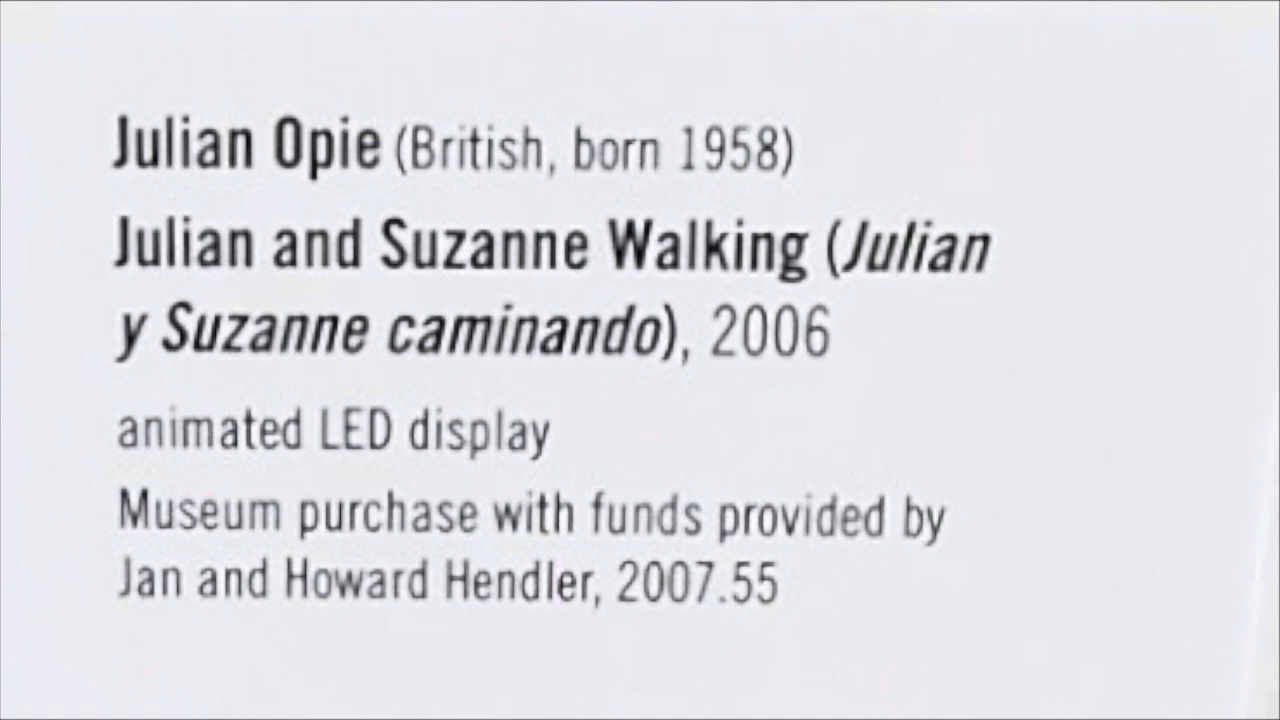 Julian Opie (British, born 1958)
Julian and Suzanne Walking (Julian
y Suzanne caminando), 2006
animated LED display
Museum purchase with funds provided by
Jan and Howard Hendler, 2007.55